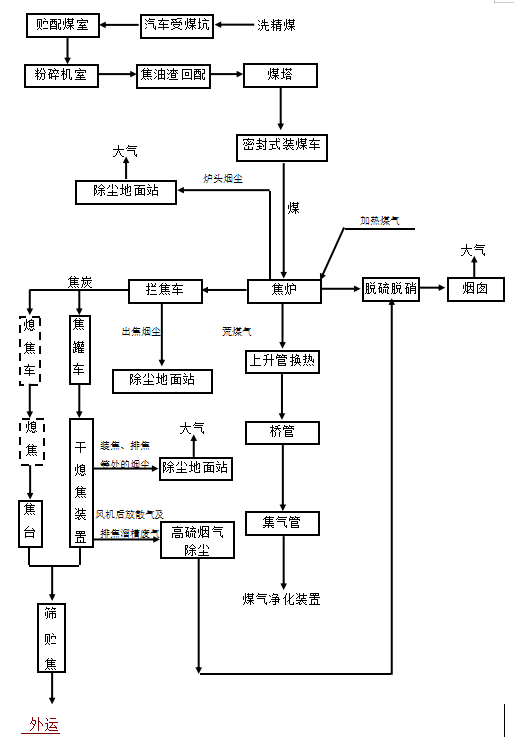 贮配煤室
汽车受煤坑
洗精煤
粉碎机室
焦油渣回配
煤塔
密封式装煤车
大气
除尘地面站
炉头烟尘
煤
加热煤气
大气
焦炭
拦焦车
焦炉
脱硫脱硝
烟囱
熄焦车
焦罐车
出焦烟尘
荒煤气
上升管换热
除尘地面站
熄焦
干熄焦装置
大气
桥管
装焦、排焦
等处的烟尘
除尘地面站
焦台
风机后放散气及
排焦溜槽废气
高硫烟气
除尘
集气管
煤气净化装置
筛贮焦
外运